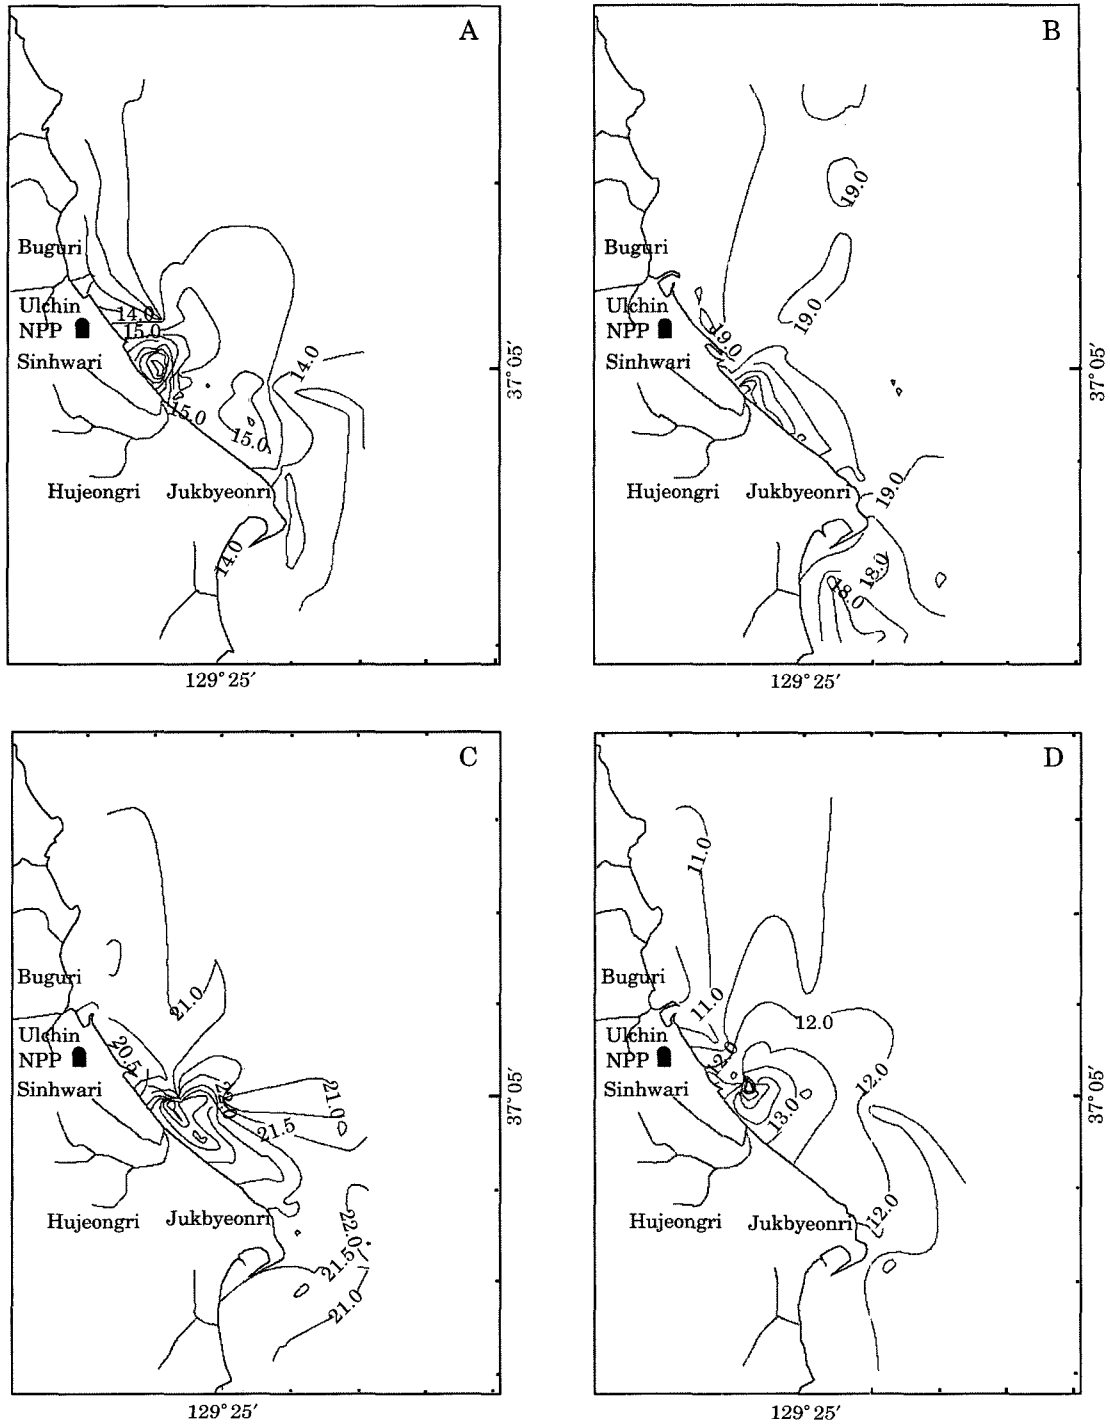 A
Buguri
Ulchin
14.0
NPP
15.0
Sinhwari
14.0
15.0
15.0
Hujeongri
Jukbyeonri
14.0
37°05′
129°25′
B
19.0
Buguri
Ulchin
19.0
NPP
19.0
Sinhwari
Hujeongri
Jukbyeonri
19.0
18.0
18.0
37°05′
129°25′
C
Buguri
21.0
Ulchin
20.5
NPP
Sinhwari
22.0
21.0
21.5
Hujeongri
Jukbyeonri
22.0
21.5
21.0
37°05′
129°25′
D
11.0
Buguri
11.0
Ulchin
12.0
NPP
12.0
Sinhwari
12.0
13.0
Hujeongri
Jukbyeonri
12.0
37°05′
129°25′